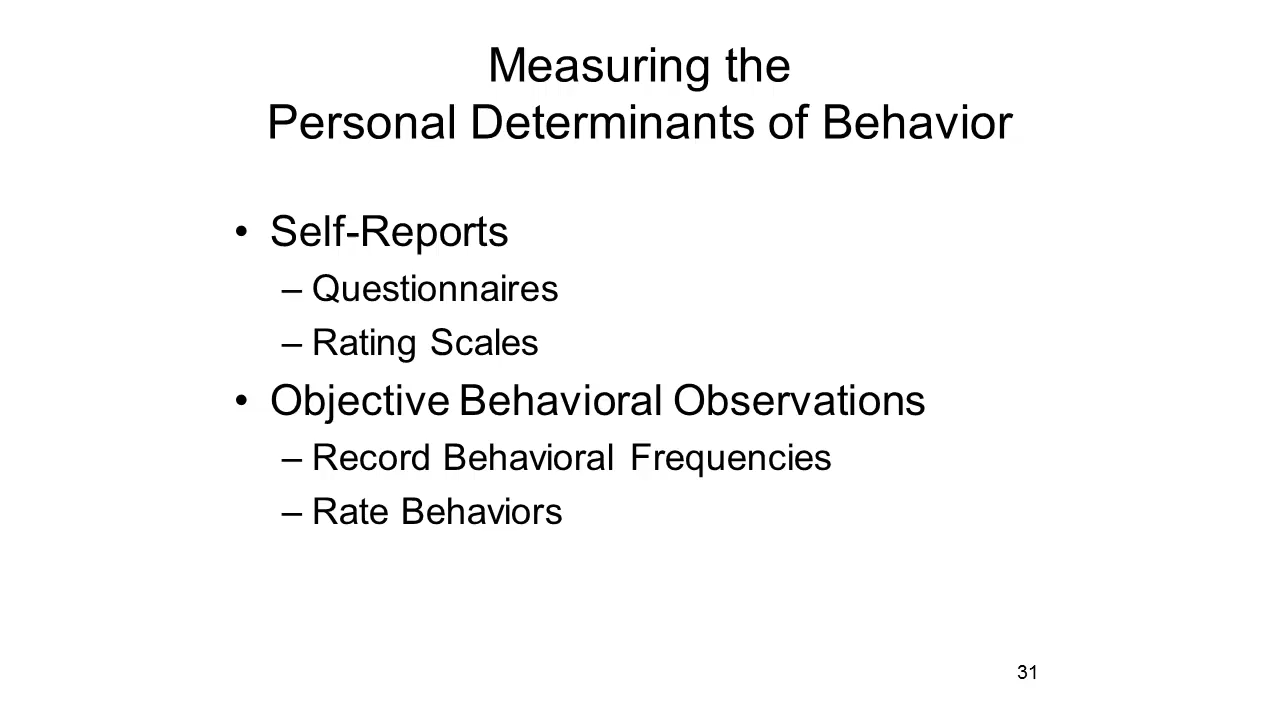 Measuring the
Personal Determinants of Behavior
• Self-Reports
– Questionnaires
– Rating Scales
• Objective Behavioral Observations
– Record Behavioral Frequencies
– Rate Behaviors
31